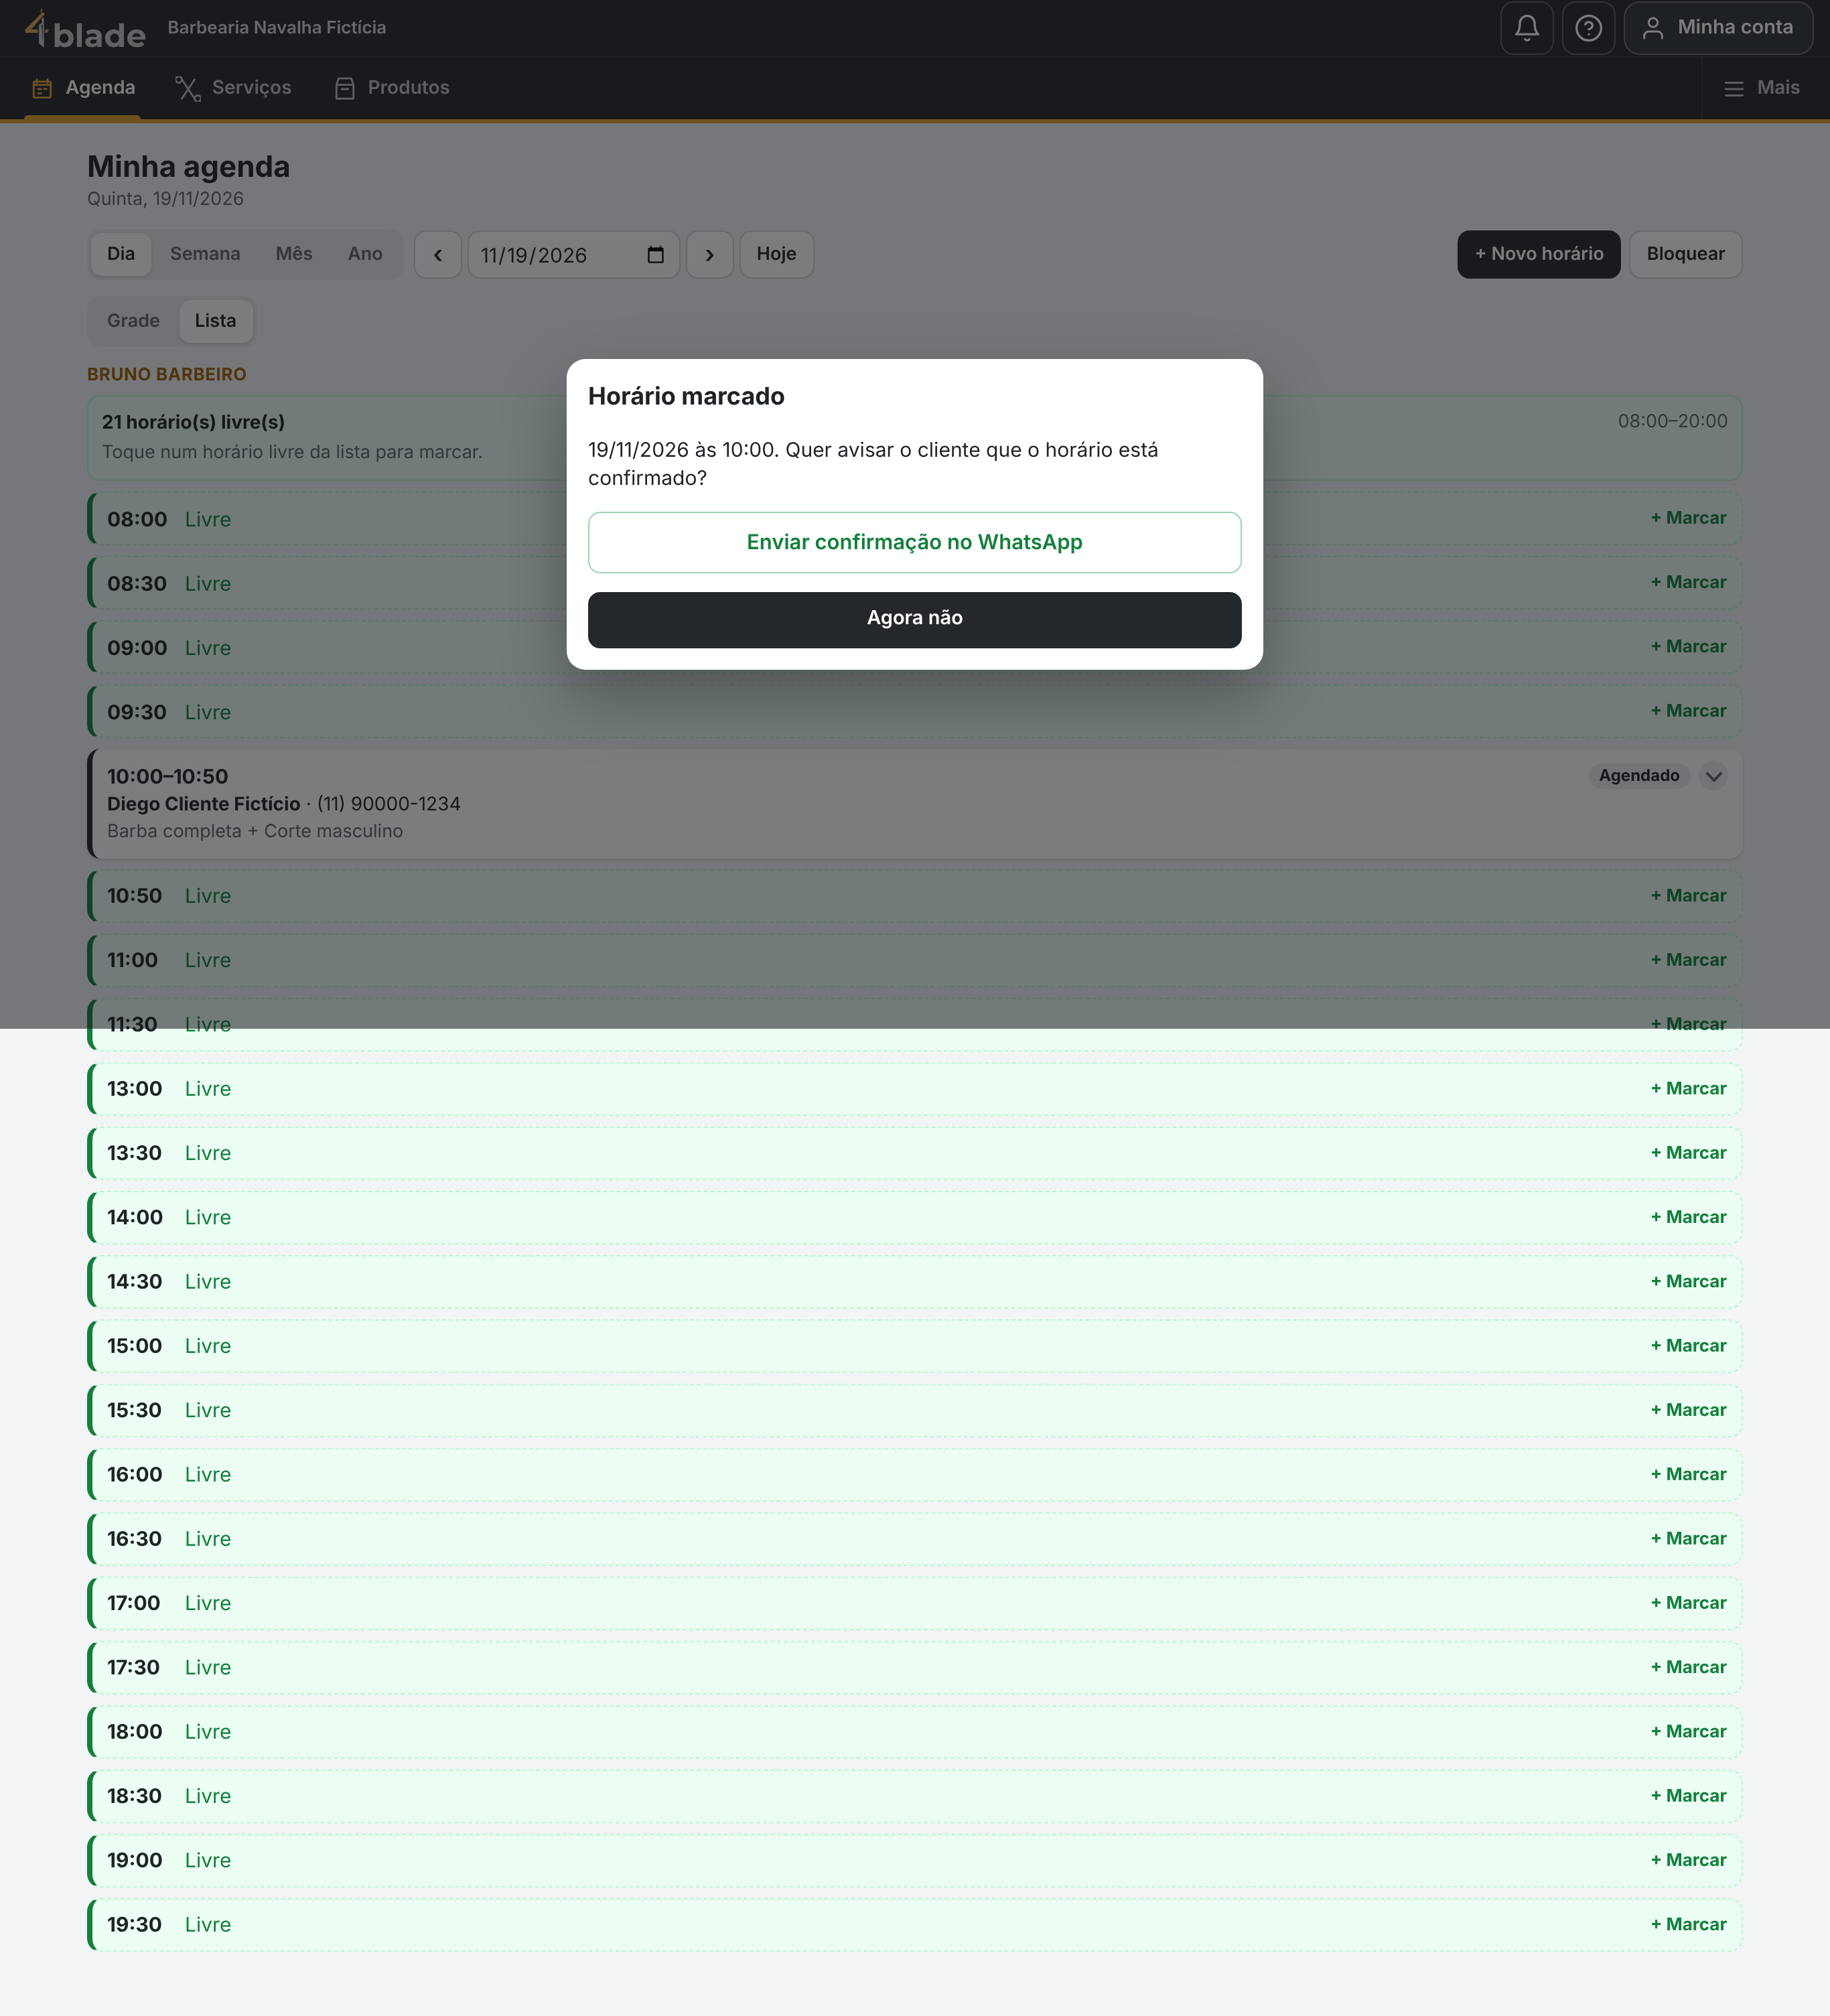 4blade Barbearia Navalha Fictícia Minha conta
Agenda Serviços Produtos Mais
Minha agenda
Quinta, 19/11/2026
Dia Semana Mês Ano ‹ 11/19/2026 › Hoje + Novo horário Bloquear
Grade Lista
BRUNO BARBEIRO
21 horário(s) livre(s) 08:00–20:00
Toque num horário livre da lista para marcar.
Horário marcado
19/11/2026 às 10:00. Quer avisar o cliente que o horário está
confirmado?
Enviar confirmação no WhatsApp
Agora não
08:00 Livre + Marcar
08:30 Livre + Marcar
09:00 Livre + Marcar
09:30 Livre + Marcar
10:00–10:50 Agendado
Diego Cliente Fictício · (11) 90000-1234
Barba completa + Corte masculino
10:50 Livre + Marcar
11:00 Livre + Marcar
11:30 Livre + Marcar
13:00 Livre + Marcar
13:30 Livre + Marcar
14:00 Livre + Marcar
14:30 Livre + Marcar
15:00 Livre + Marcar
15:30 Livre + Marcar
16:00 Livre + Marcar
16:30 Livre + Marcar
17:00 Livre + Marcar
17:30 Livre + Marcar
18:00 Livre + Marcar
18:30 Livre + Marcar
19:00 Livre + Marcar
19:30 Livre + Marcar